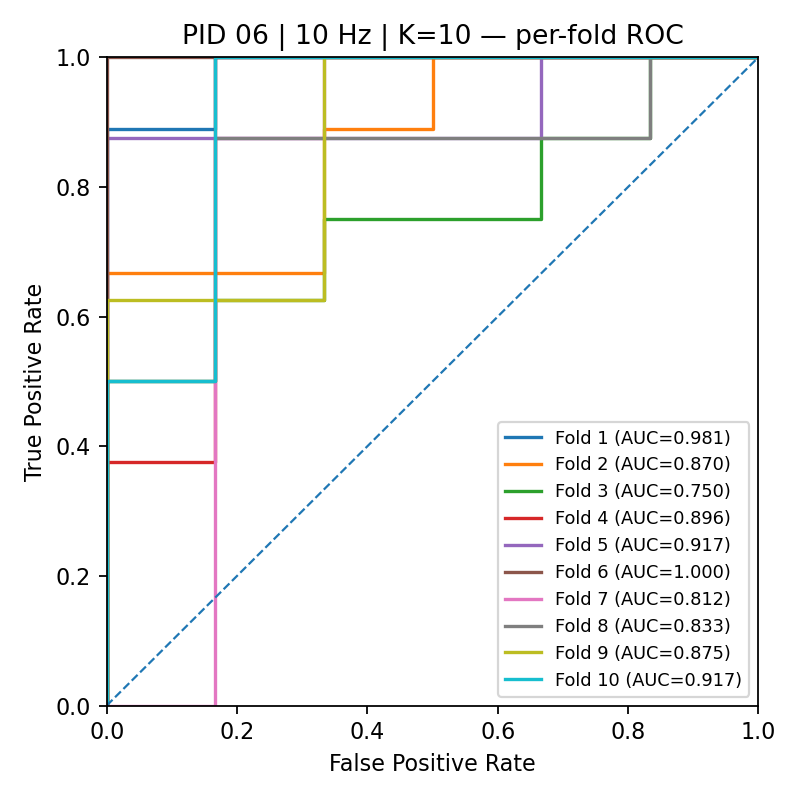 PID 06 | 10 Hz | K=10 — per-fold ROC
1.0
0.8
0.6
0.4
0.2
0.0
True Positive Rate
0.0 0.2 0.4 0.6 0.8 1.0
False Positive Rate
Fold 1 (AUC=0.981)
Fold 2 (AUC=0.870)
Fold 3 (AUC=0.750)
Fold 4 (AUC=0.896)
Fold 5 (AUC=0.917)
Fold 6 (AUC=1.000)
Fold 7 (AUC=0.812)
Fold 8 (AUC=0.833)
Fold 9 (AUC=0.875)
Fold 10 (AUC=0.917)